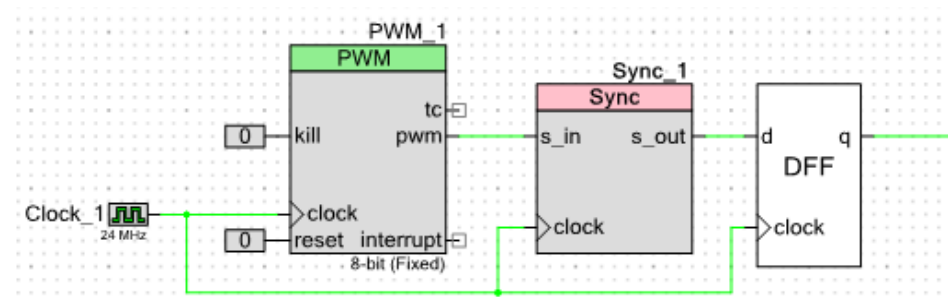 PWM_1
PWM
Sync_1
Sync
tc
0 kill pwm s_in s_out d q
DFF
Clock_1 clock clock clock
24 MHz
0 reset interrupt
8-bit (Fixed)